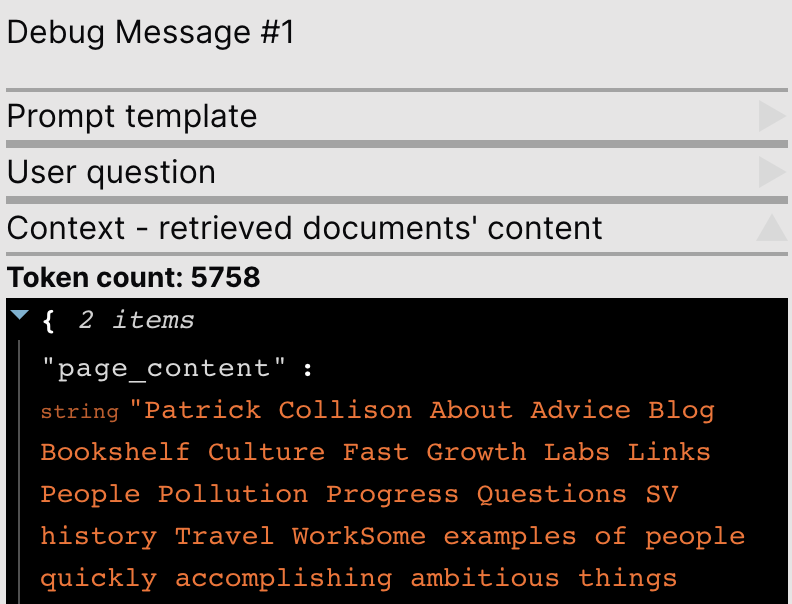 Debug Message #1
Prompt template
User question
Context - retrieved documents' content
Token count: 5758
{ 2 items
"page_content" :
string "Patrick Collison About Advice Blog
Bookshelf Culture Fast Growth Labs Links
People Pollution Progress Questions SV
history Travel WorkSome examples of people
quickly accomplishing ambitious things